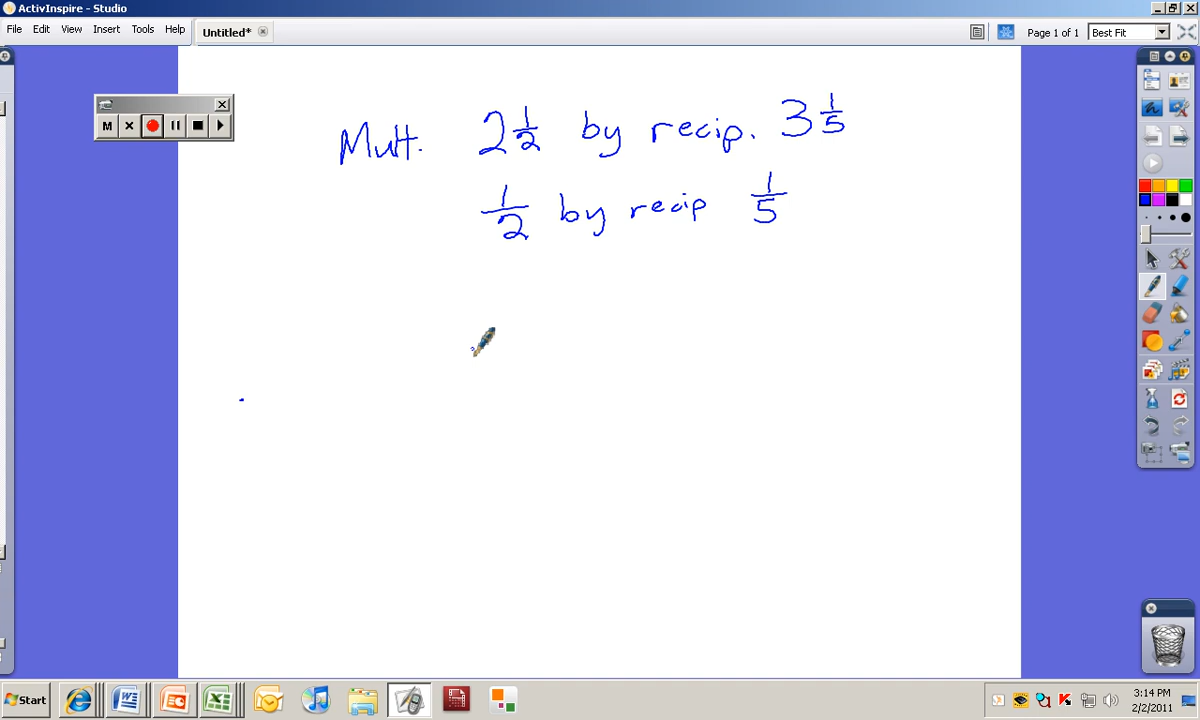 ActivInspire - Studio
File Edit View Insert Tools Help
Untitled*
Page 1 of 1
Best Fit
M
Mult. 2 1/2 by recip. 3 1/5
1/2 by recip 1/5
Start
3:14 PM
2/2/2011